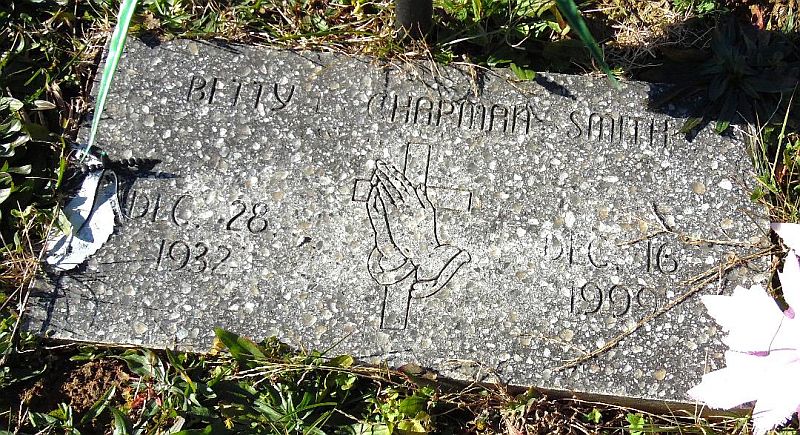 BETTY L CHAPMAN SMITH
DEC. 28
1932
DEC. 16
1999